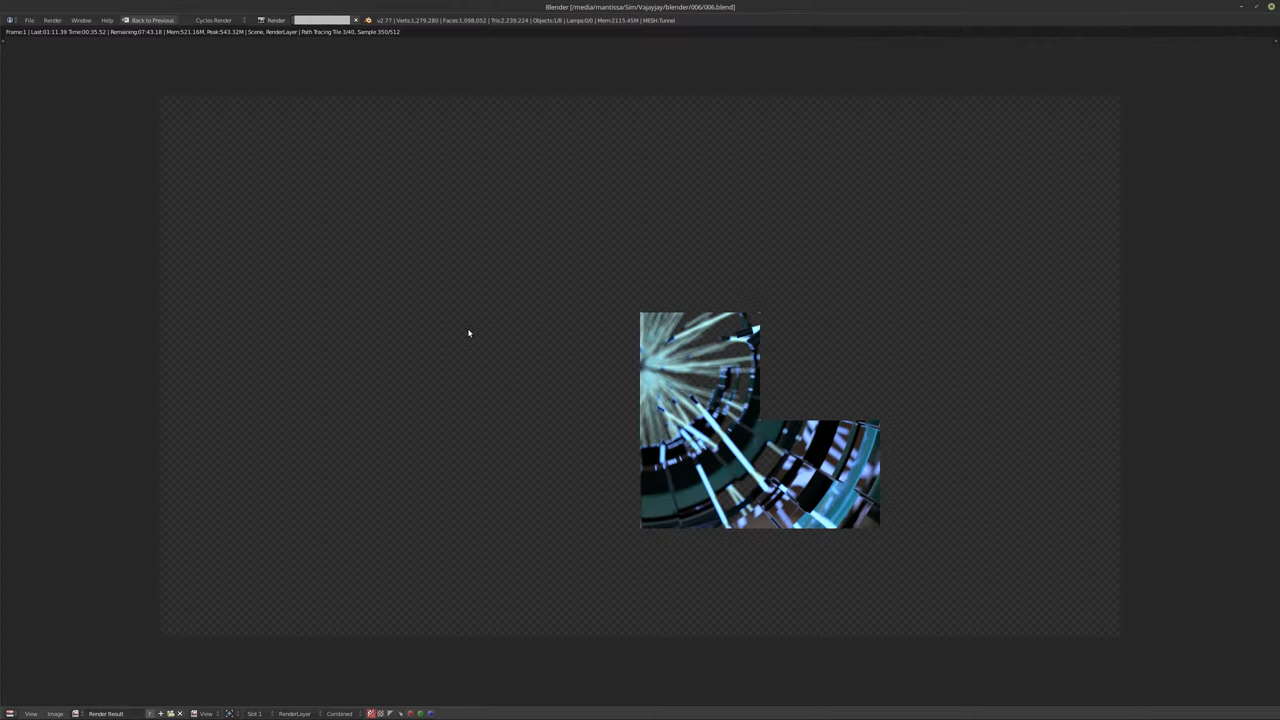 Blender [/media/mantissa/Sim/Vajayjay/blender/006/006.blend]
File Render Window Help Back to Previous Cycles Render Render v2.77 | Verts:1,279,280 | Faces:1,098,052 | Tris:2,239,224 | Objects:1/8 | Lamps:0/0 | Mem:2115.45M | MESH Tunnel
Frame:1 | Last:01:11.39 Time:00:35.52 | Remaining:07:43.18 | Mem:521.16M, Peak:543.32M | Scene, RenderLayer | Path Tracing Tile 3/40, Sample 350/512
View Image Render Result F View Slot 1 RenderLayer Combined